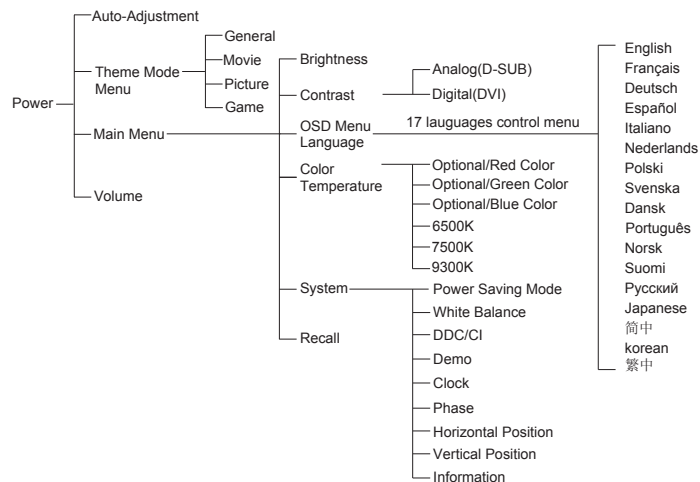 Power
Auto-Adjustment
Theme Mode
Menu
General
Movie
Picture
Game
Main Menu
Volume
Brightness
Contrast
Analog(D-SUB)
Digital(DVI)
OSD Menu
Language
17 lauguages control menu
English
Français
Deutsch
Español
Italiano
Nederlands
Polski
Svenska
Dansk
Português
Norsk
Suomi
Русский
Japanese
简中
korean
繁中
Color
Temperature
Optional/Red Color
Optional/Green Color
Optional/Blue Color
6500K
7500K
9300K
System
Power Saving Mode
White Balance
DDC/CI
Demo
Clock
Phase
Horizontal Position
Vertical Position
Information
Recall